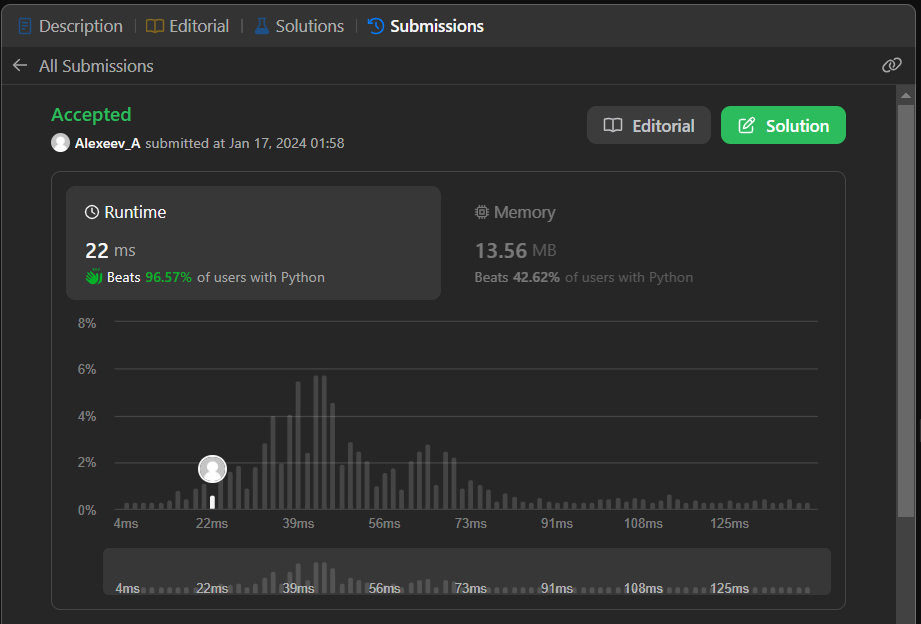 Description Editorial Solutions Submissions
All Submissions
Accepted
Alexeev_A submitted at Jan 17, 2024 01:58
Editorial Solution
Runtime
22 ms
Beats 96.57% of users with Python
Memory
13.56 MB
Beats 42.62% of users with Python
8%
6%
4%
2%
0%
4ms 22ms 39ms 56ms 73ms 91ms 108ms 125ms
4ms 22ms 39ms 56ms 73ms 91ms 108ms 125ms